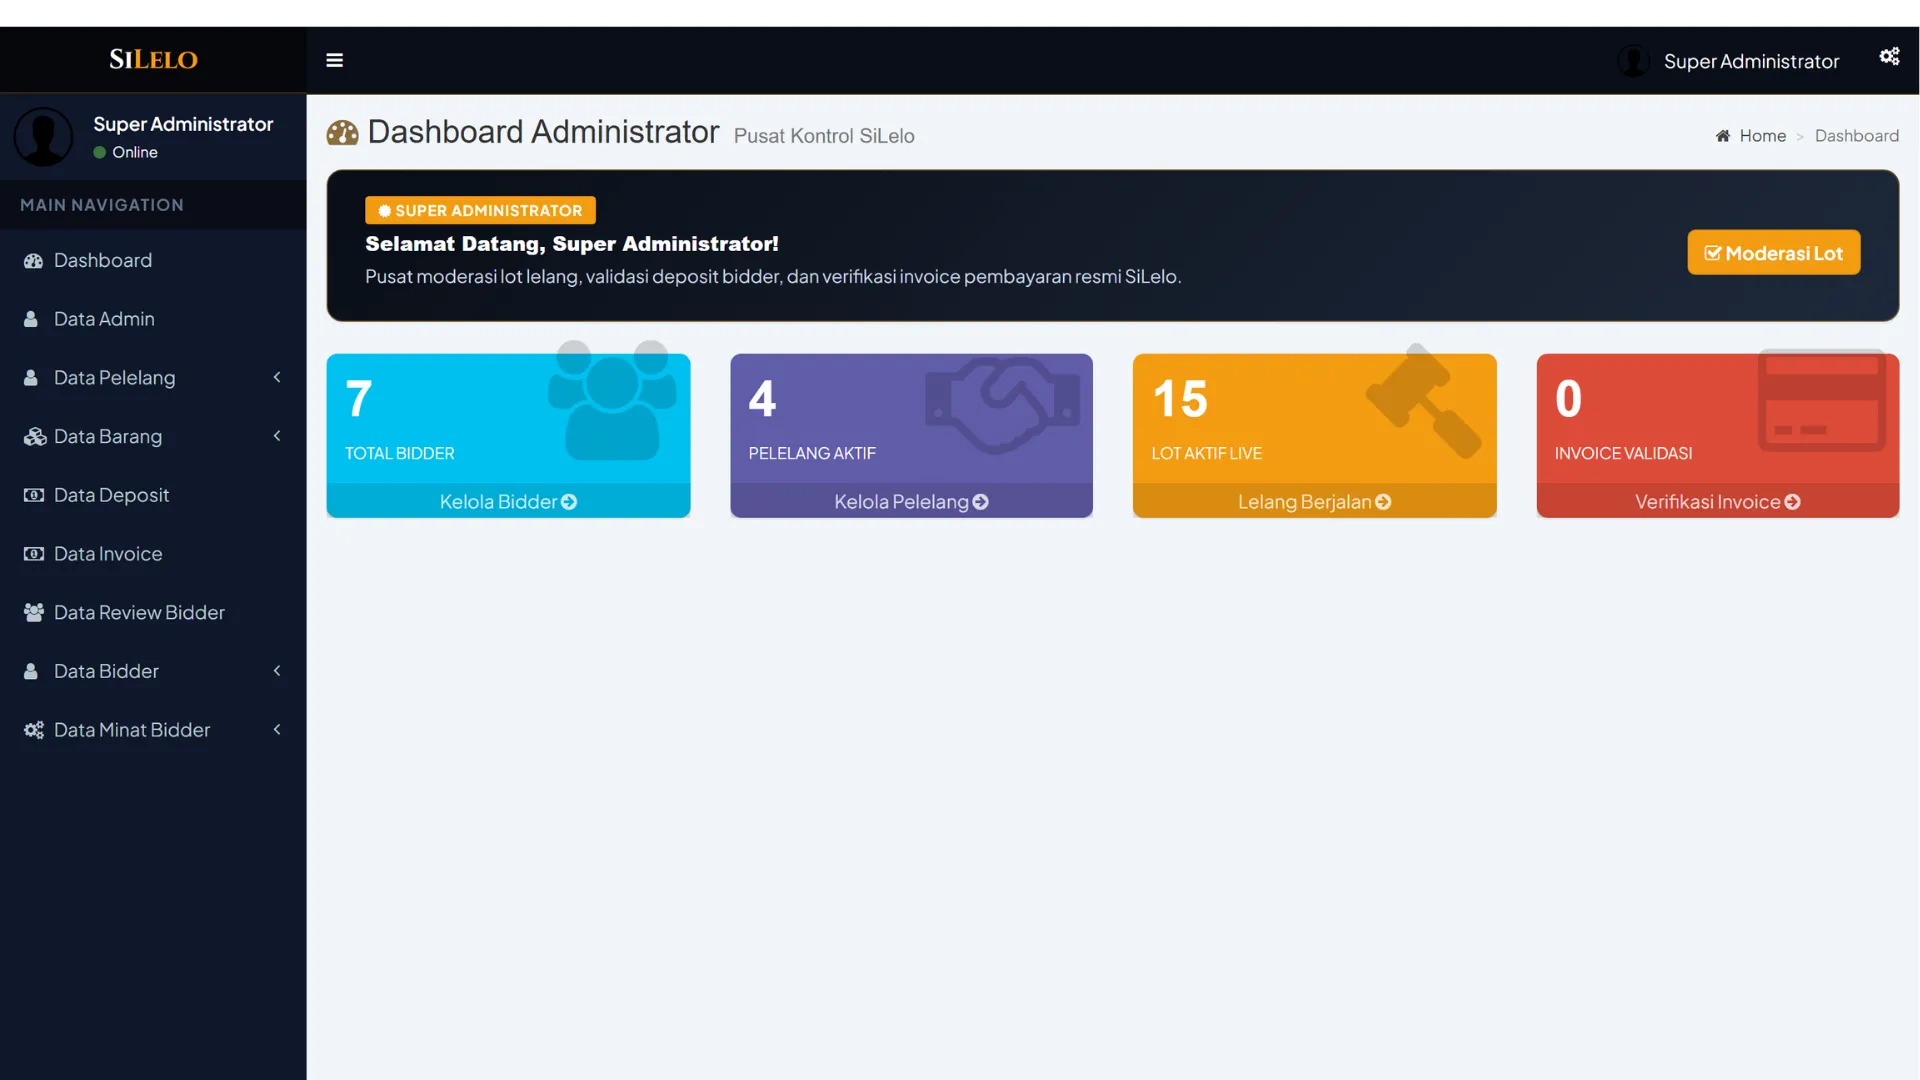 SiLelo
Super Administrator
Super Administrator
Online
MAIN NAVIGATION
Dashboard
Data Admin
Data Pelelang
Data Barang
Data Deposit
Data Invoice
Data Review Bidder
Data Bidder
Data Minat Bidder
Dashboard Administrator Pusat Kontrol SiLelo
Home > Dashboard
SUPER ADMINISTRATOR
Selamat Datang, Super Administrator!
Pusat moderasi lot lelang, validasi deposit bidder, dan verifikasi invoice pembayaran resmi SiLelo.
Moderasi Lot
7
TOTAL BIDDER
Kelola Bidder
4
PELELANG AKTIF
Kelola Pelelang
15
LOT AKTIF LIVE
Lelang Berjalan
0
INVOICE VALIDASI
Verifikasi Invoice